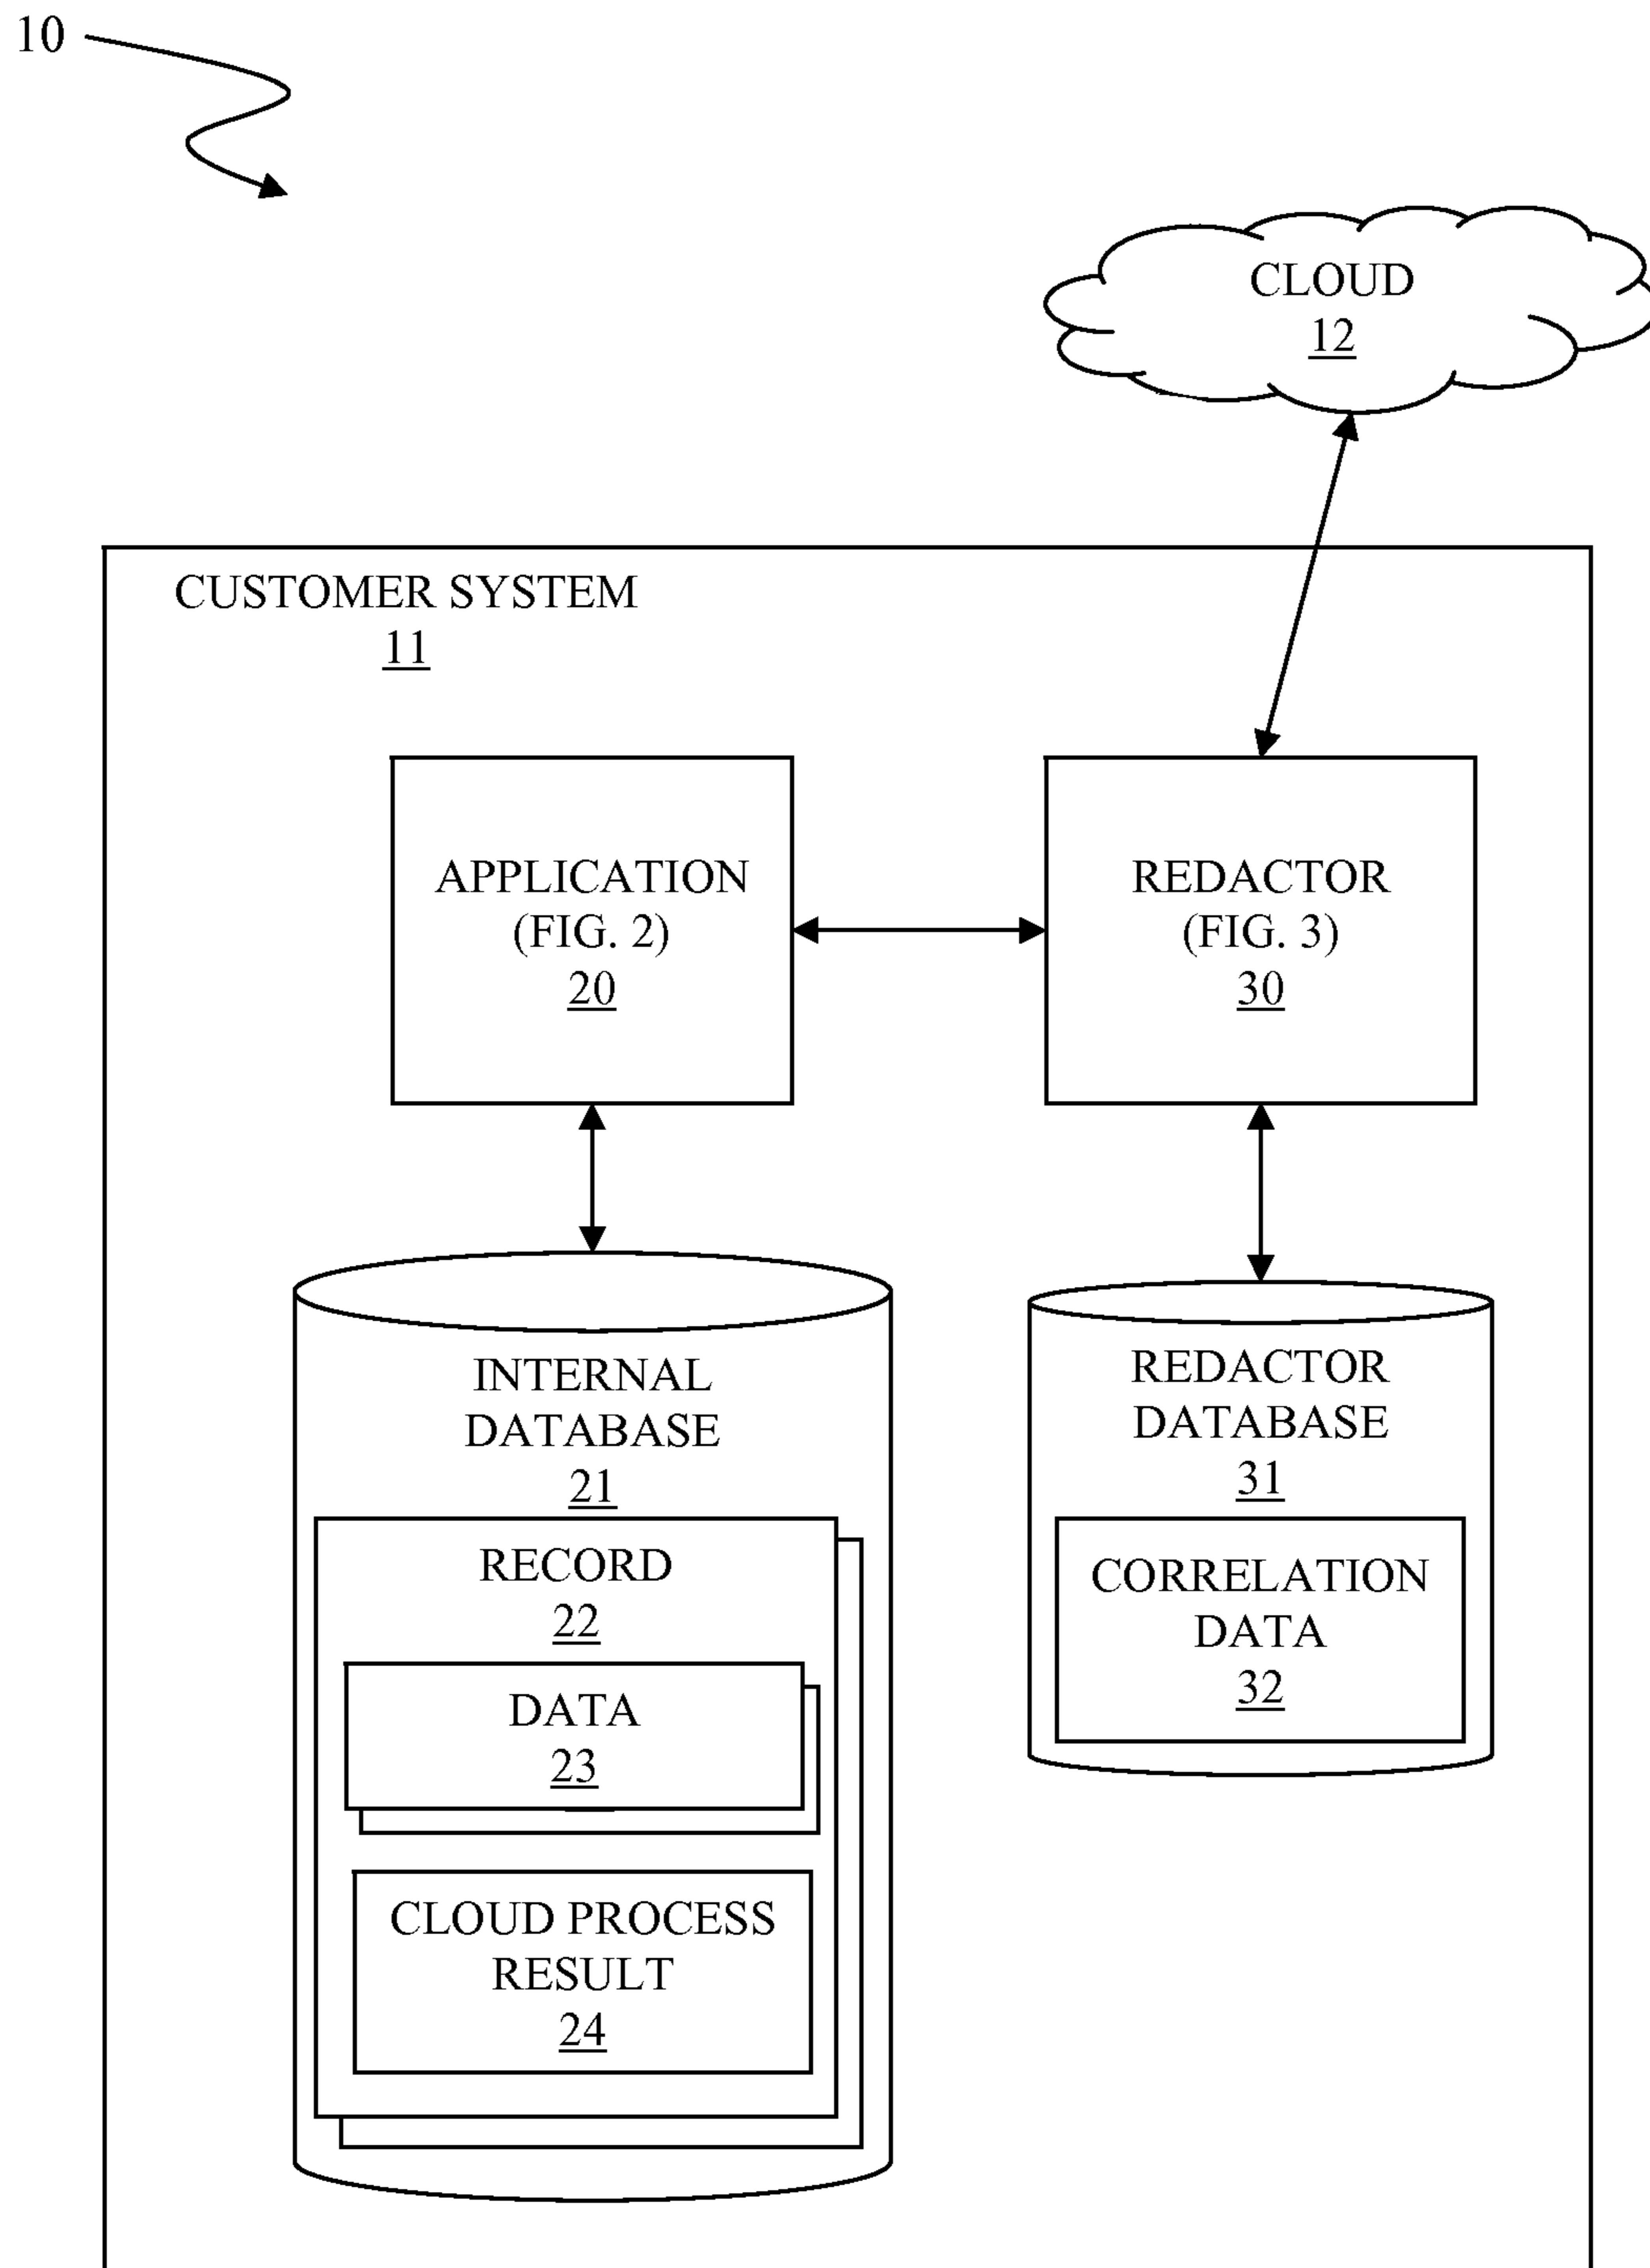 10
CLOUD
12
CUSTOMER SYSTEM
11
APPLICATION
(FIG. 2)
20
REDACTOR
(FIG. 3)
30
INTERNAL
DATABASE
21
RECORD
22
DATA
23
CLOUD PROCESS
RESULT
24
REDACTOR
DATABASE
31
CORRELATION
DATA
32